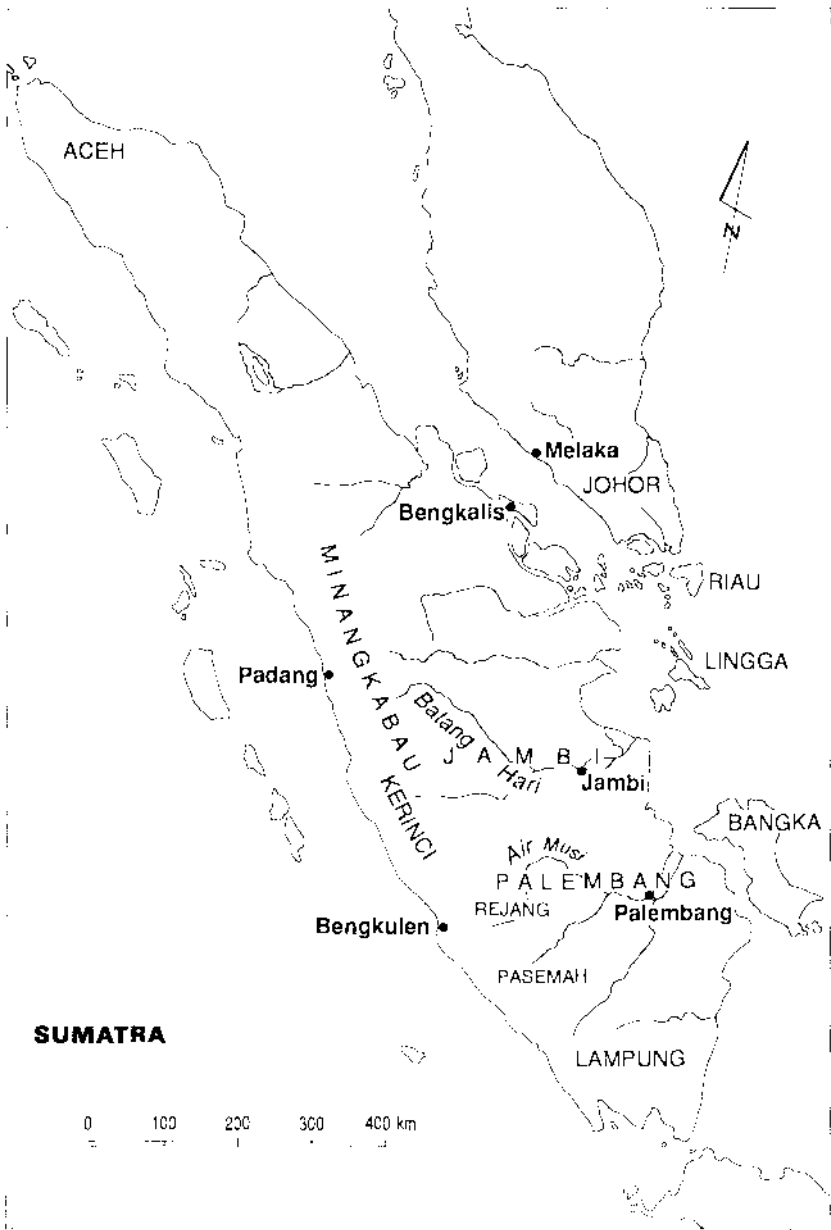 ACEH
N
Melaka
JOHOR
Bengkalis
RIAU
MINANGKABAU
LINGGA
Padang
Balang
Hari
JAMBI
Jambi
KERINCI
BANGKA
Air Musi
PALEMBANG
REJANG
Palembang
Bengkulen
PASEMAH
SUMATRA
LAMPUNG
0 100 200 300 400 km